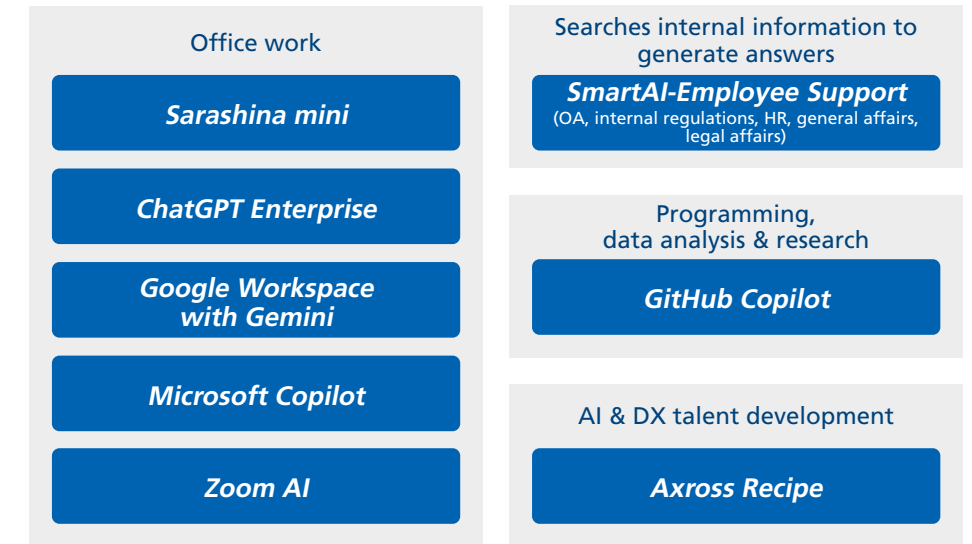 Office work
Sarashina mini
ChatGPT Enterprise
Google Workspace
with Gemini
Microsoft Copilot
Zoom AI
Searches internal information to
generate answers
SmartAI-Employee Support
(OA, internal regulations, HR, general affairs,
legal affairs)
Programming,
data analysis & research
GitHub Copilot
AI & DX talent development
Axross Recipe